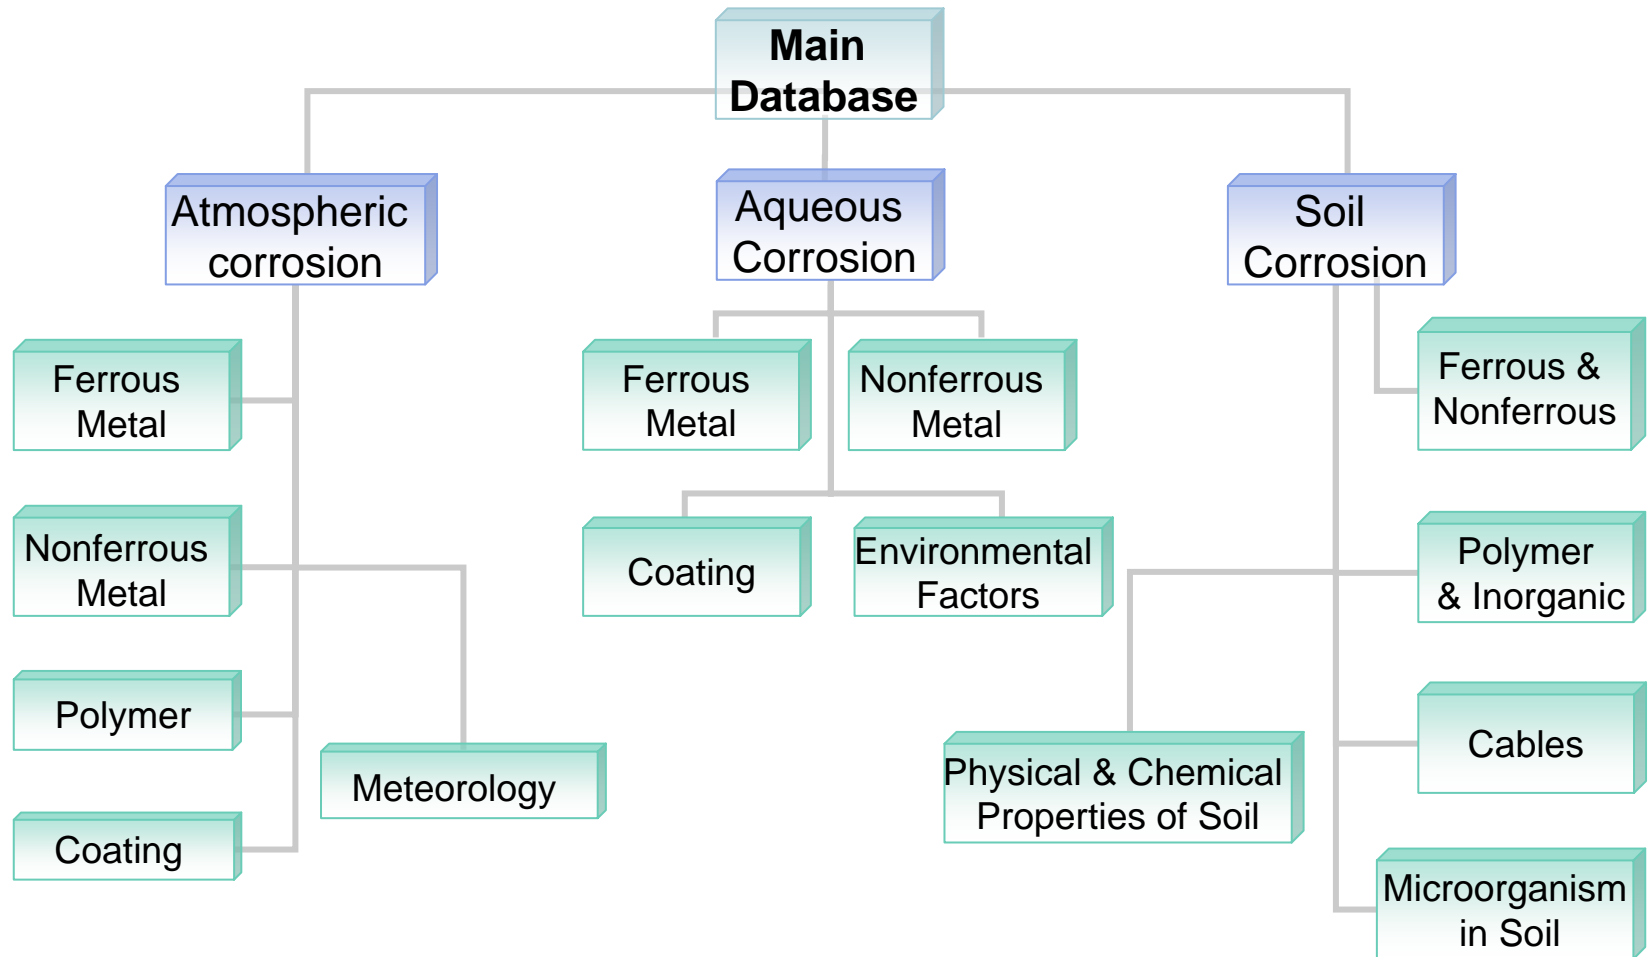 Main
Database
Atmospheric
corrosion
Aqueous
Corrosion
Soil
Corrosion
Ferrous
Metal
Nonferrous
Metal
Polymer
Coating
Meteorology
Ferrous
Metal
Nonferrous
Metal
Coating
Environmental
Factors
Ferrous &
Nonferrous
Polymer
& Inorganic
Cables
Physical & Chemical
Properties of Soil
Microorganism
in Soil